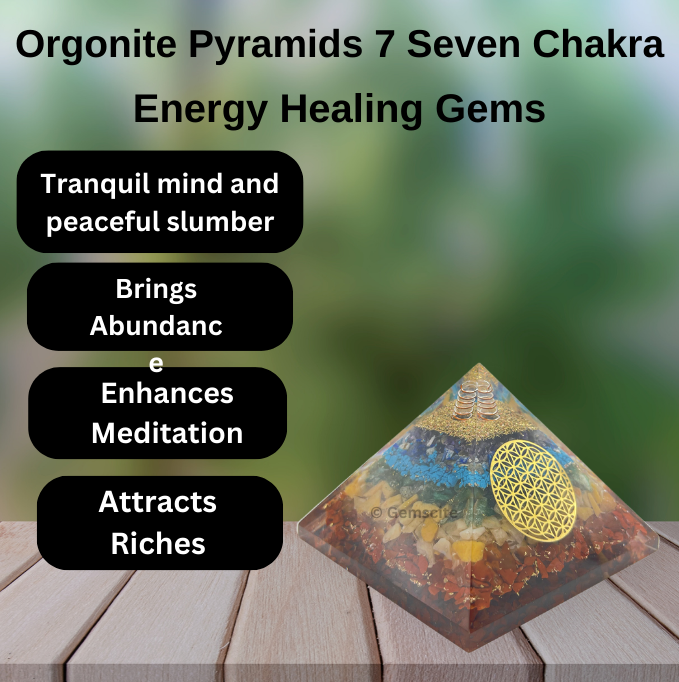 Orgonite Pyramids 7 Seven Chakra
Energy Healing Gems
Tranquil mind and
peaceful slumber
Brings
Abundanc
e
Enhances
Meditation
Attracts
Riches
© Gemscite